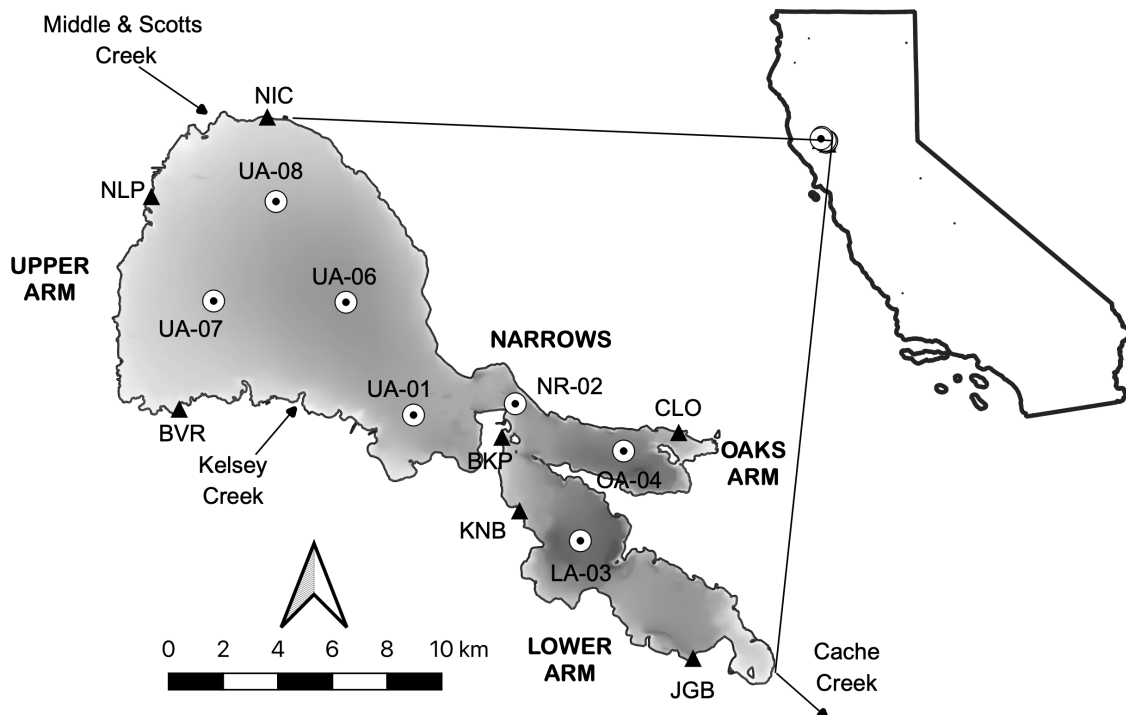 Middle & Scotts
Creek
NIC
UA-08
NLP
UPPER
ARM
UA-06
UA-07
NARROWS
UA-01
NR-02
CLO
BVR
BKP
OAKS
ARM
Kelsey
Creek
OA-04
KNB
LA-03
0 2 4 6 8 10 km
LOWER
ARM
Cache
Creek
JGB